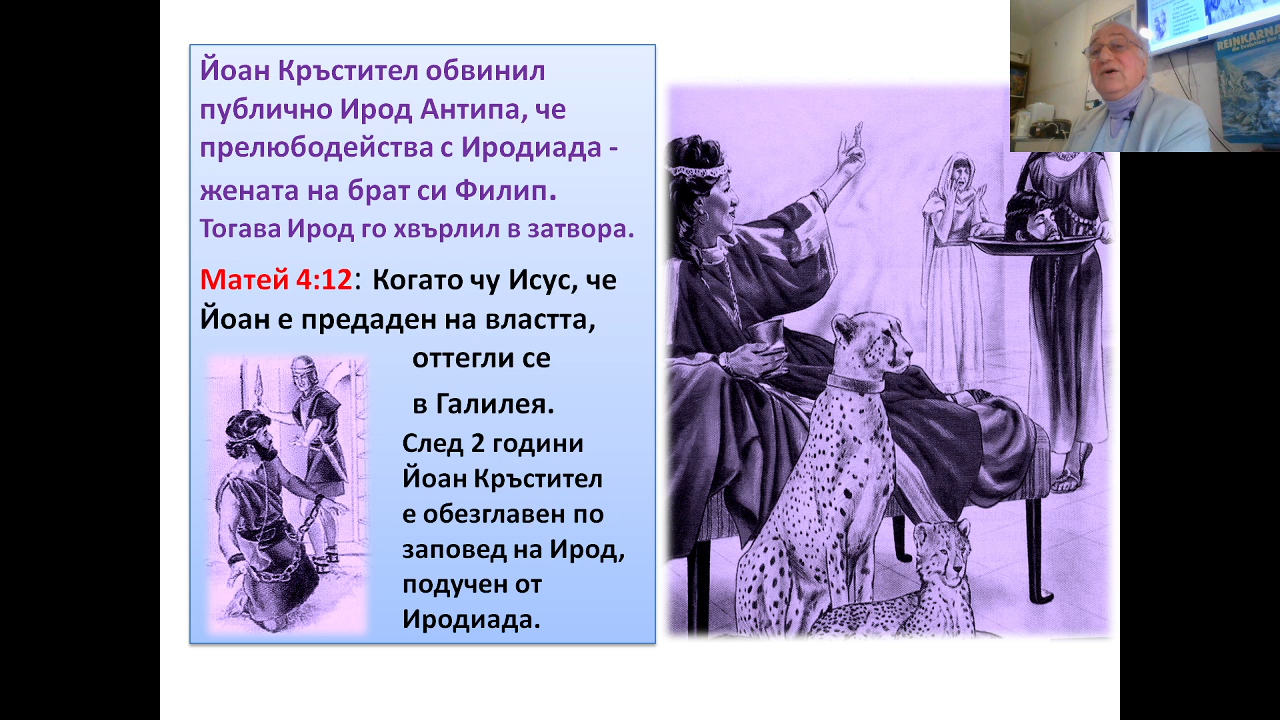 Йоан Кръстител обвинил
публично Ирод Антипа, че
прелюбодейства с Иродиада -
жената на брат си Филип.
Тогава Ирод го хвърлил в затвора.
Матей 4:12: Когато чу Исус, че
Йоан е предаден на властта,
оттегли се
в Галилея.
След 2 години
Йоан Кръстител
е обезглавен по
заповед на Ирод,
подучен от
Иродиада.
REINKARNA